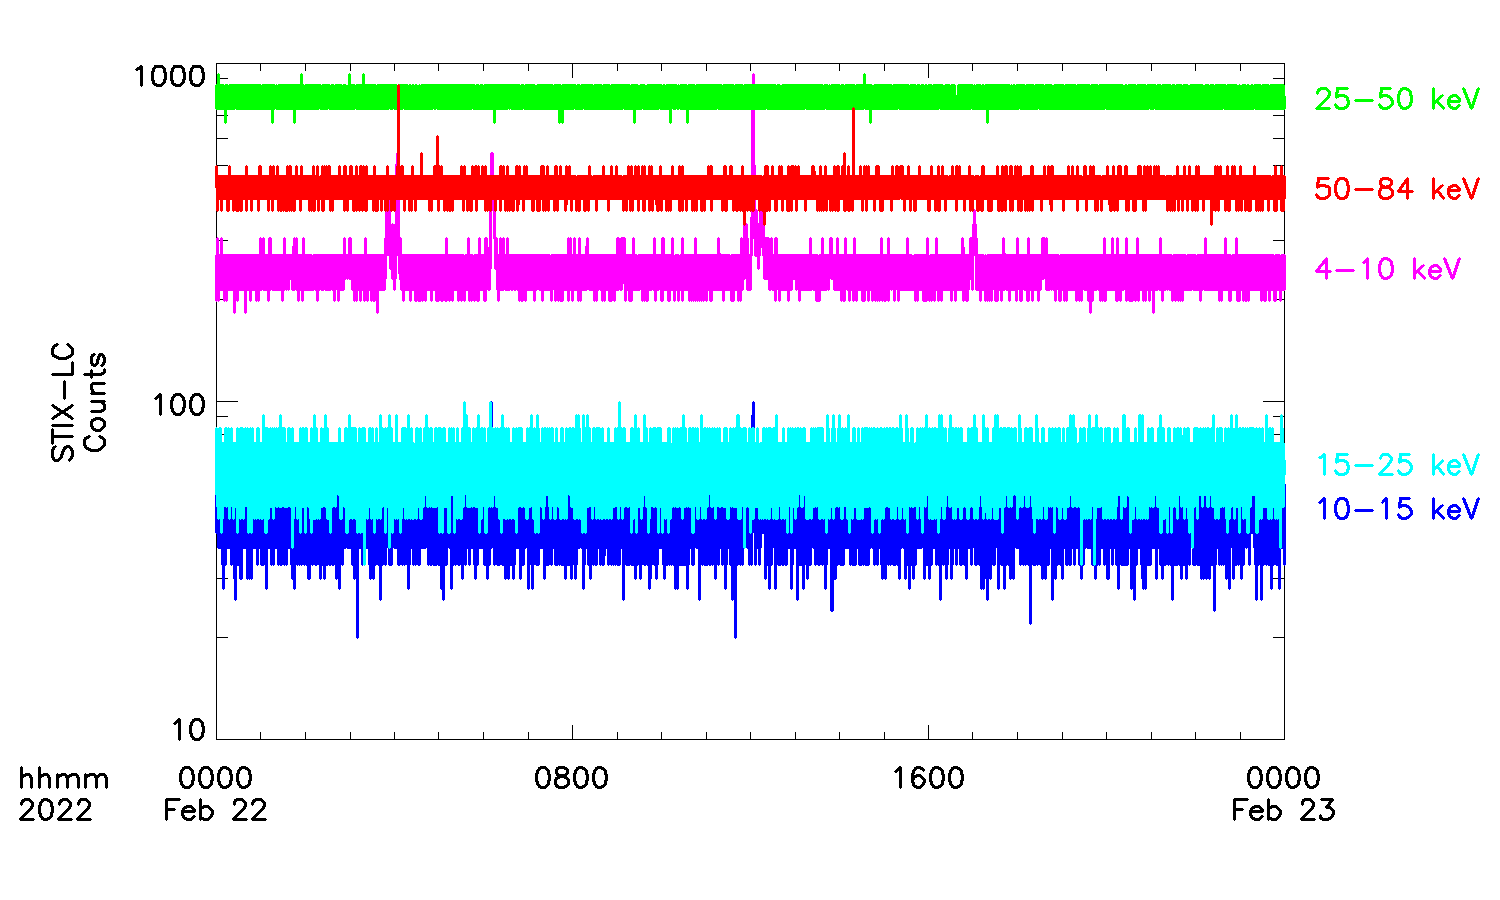 1000
100
10
STIX-LC
Counts
25-50 keV
50-84 keV
4-10 keV
15-25 keV
10-15 keV
hhmm 0000 0800 1600 0000
2022 Feb 22 Feb 23